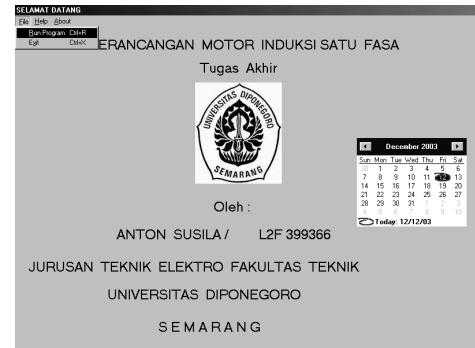 SELAMAT DATANG
File Help About
Run Program Ctrl+R
Exit Ctrl+X
ERANCANGAN MOTOR INDUKSI SATU FASA
Tugas Akhir
UNIVERSITAS DIPONEGORO
SEMARANG
December 2003
Sun Mon Tue Wed Thu Fri Sat
30 1 2 3 4 5 6
7 8 9 10 11 12 13
14 15 16 17 18 19 20
21 22 23 24 25 26 27
28 29 30 31 1 2 3
4 5 6 7 8 9 10
Today: 12/12/03
Oleh :
ANTON SUSILA / L2F 399366
JURUSAN TEKNIK ELEKTRO FAKULTAS TEKNIK
UNIVERSITAS DIPONEGORO
SEMARANG